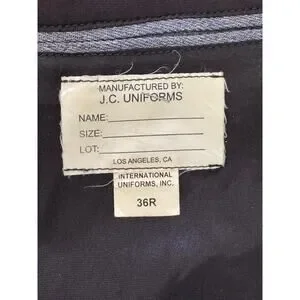 MANUFACTURED BY:
J.C. UNIFORMS
NAME:
SIZE:
LOT:
LOS ANGELES, CA
INTERNATIONAL
UNIFORMS, INC.
36R